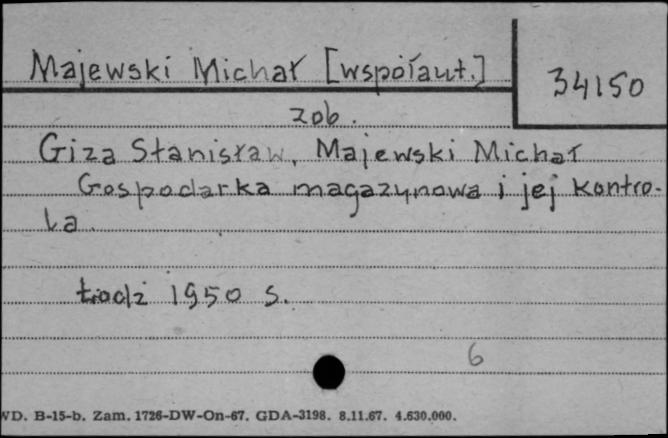 Majewski Michał [współaut.]
34150
zob.
Giza Stanisław, Majewski Michał
Gospodarka magazynowa i jej kontro-
la.
Łódź 1950 s.
6
WD. B-15-b. Zam. 1726-DW-On-67. GDA-3198. 8.11.67. 4.630.000.